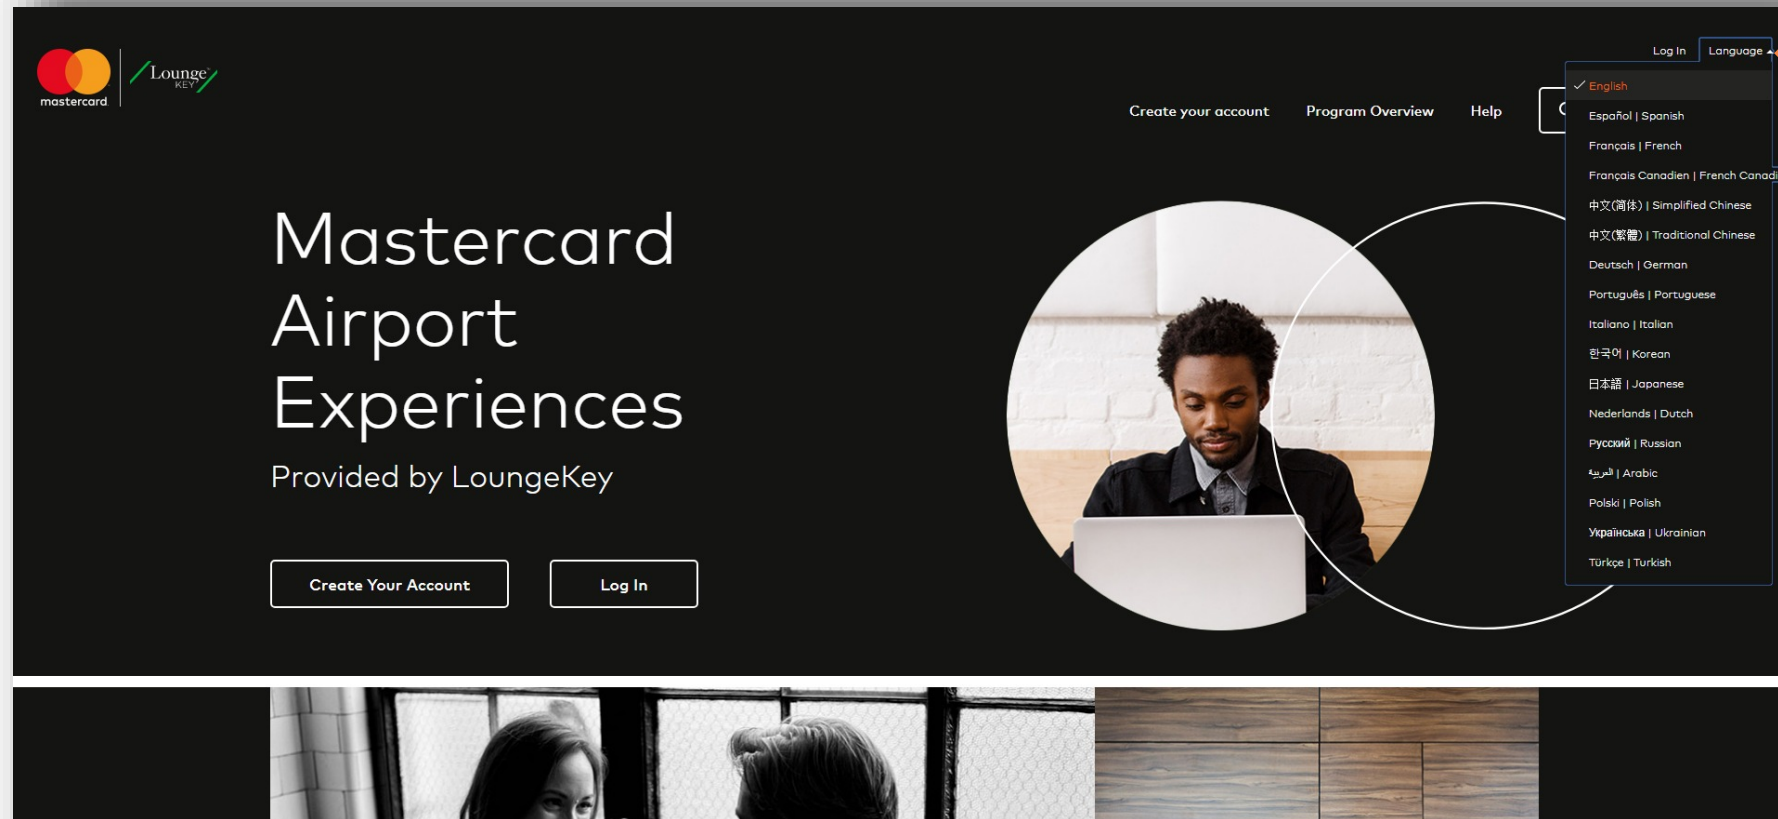 mastercard
Lounge
KEY
Log In
Language
Create your account
Program Overview
Help
English
Español | Spanish
Français | French
Français Canadien | French
中文(简体) | Simplified Chinese
中文(繁體) | Traditional Chinese
Deutsch | German
Português | Portuguese
Italiano | Italian
한국어 | Korean
日本語 | Japanese
Nederlands | Dutch
Русский | Russian
العربية | Arabic
Polski | Polish
Українська | Ukrainian
Türkçe | Turkish
Mastercard
Airport
Experiences
Provided by LoungeKey
Create Your Account
Log In